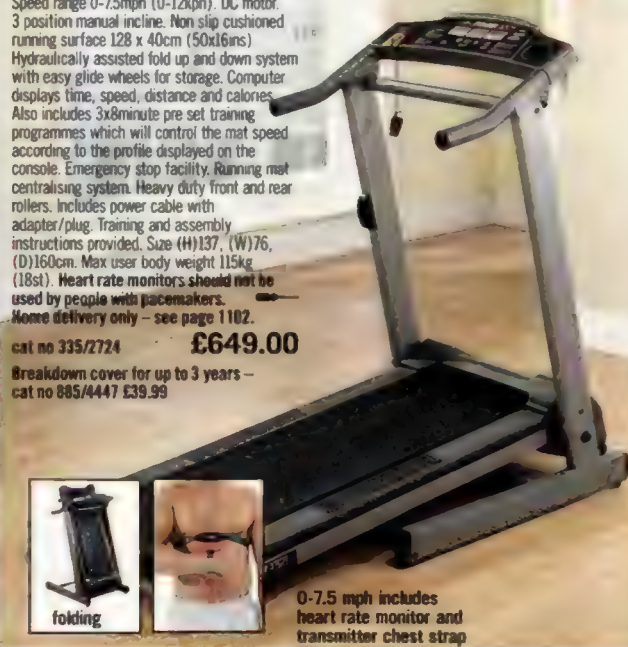 Speed range 0-7.5mph (0-12kph). DC motor.
3 position manual incline. Non slip cushioned
running surface 128 x 40cm (50x16ins)
Hydraulically assisted fold up and down system
with easy glide wheels for storage. Computer
displays time, speed, distance and calories.
Also includes 3x8minute pre set training
programmes which will control the mat speed
according to the profile displayed on the
console. Emergency stop facility. Running mat
centralising system. Heavy duty front and rear
rollers. Includes power cable with
adapter/plug. Training and assembly
instructions provided. Size (H)137, (W)76,
(D)160cm. Max user body weight 115kg
(18st). Heart rate monitors should not be
used by people with pacemakers.
Home delivery only – see page 1102.
cat no 335/2724 £649.00
Breakdown cover for up to 3 years –
cat no 885/4447 £39.99
folding
0-7.5 mph includes
heart rate monitor and
transmitter chest strap